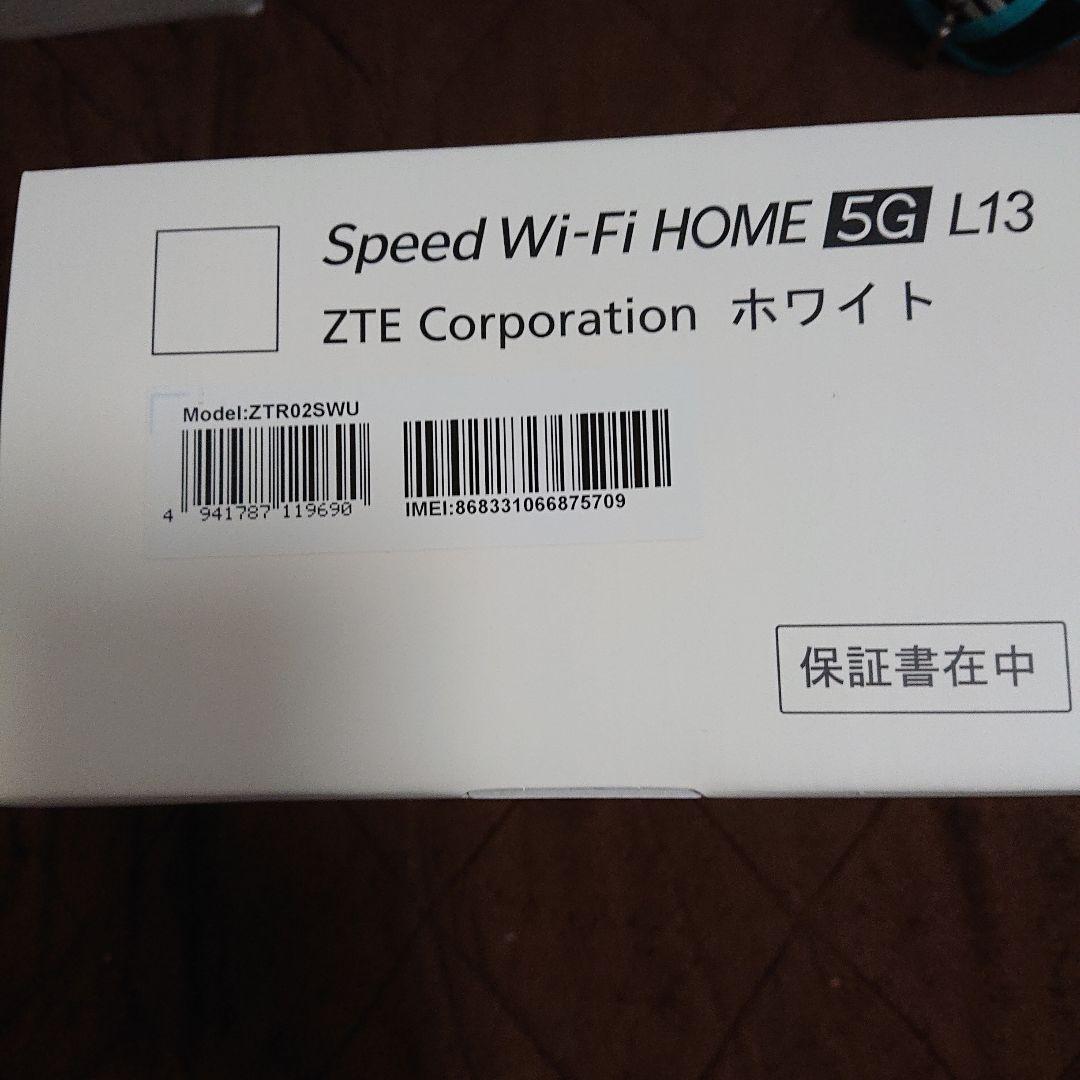 Speed Wi-Fi HOME 5G L13
ZTE Corporation ホワイト
Model:ZTR02SWU
4 941787 119690
IMEI:868331066875709
保証書在中